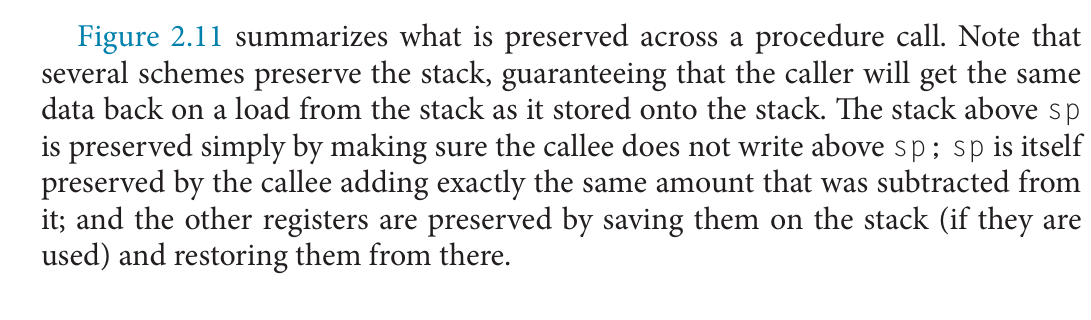 Figure 2.11 summarizes what is preserved across a procedure call. Note that
several schemes preserve the stack, guaranteeing that the caller will get the same
data back on a load from the stack as it stored onto the stack. The stack above sp
is preserved simply by making sure the callee does not write above sp; sp is itself
preserved by the callee adding exactly the same amount that was subtracted from
it; and the other registers are preserved by saving them on the stack (if they are
used) and restoring them from there.